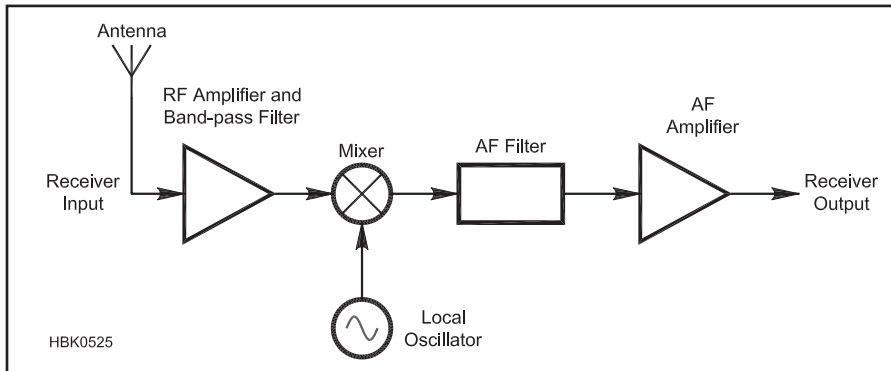 Antenna
RF Amplifier and
Band-pass Filter
Mixer
AF Filter
AF
Amplifier
Receiver
Input
Receiver
Output
Local
Oscillator
HBK0525